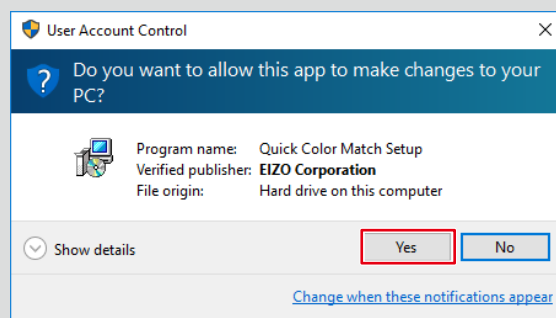 User Account Control
Do you want to allow this app to make changes to your
PC?
Program name: Quick Color Match Setup
Verified publisher: EIZO Corporation
File origin: Hard drive on this computer
Show details
Yes No
Change when these notifications appear